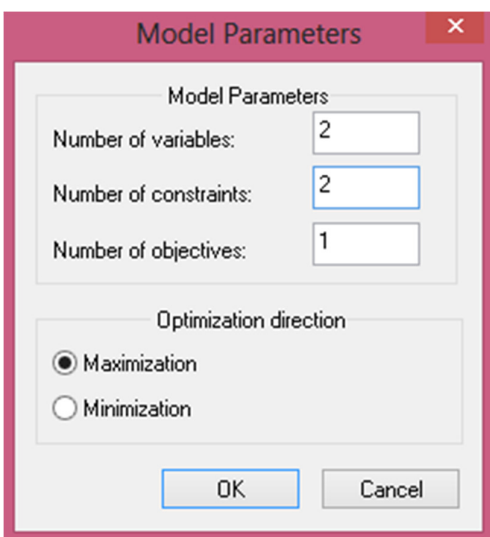 Model Parameters
×
Model Parameters
Number of variables: 2
Number of constraints: 2
Number of objectives: 1
Optimization direction
Maximization
Minimization
OK Cancel